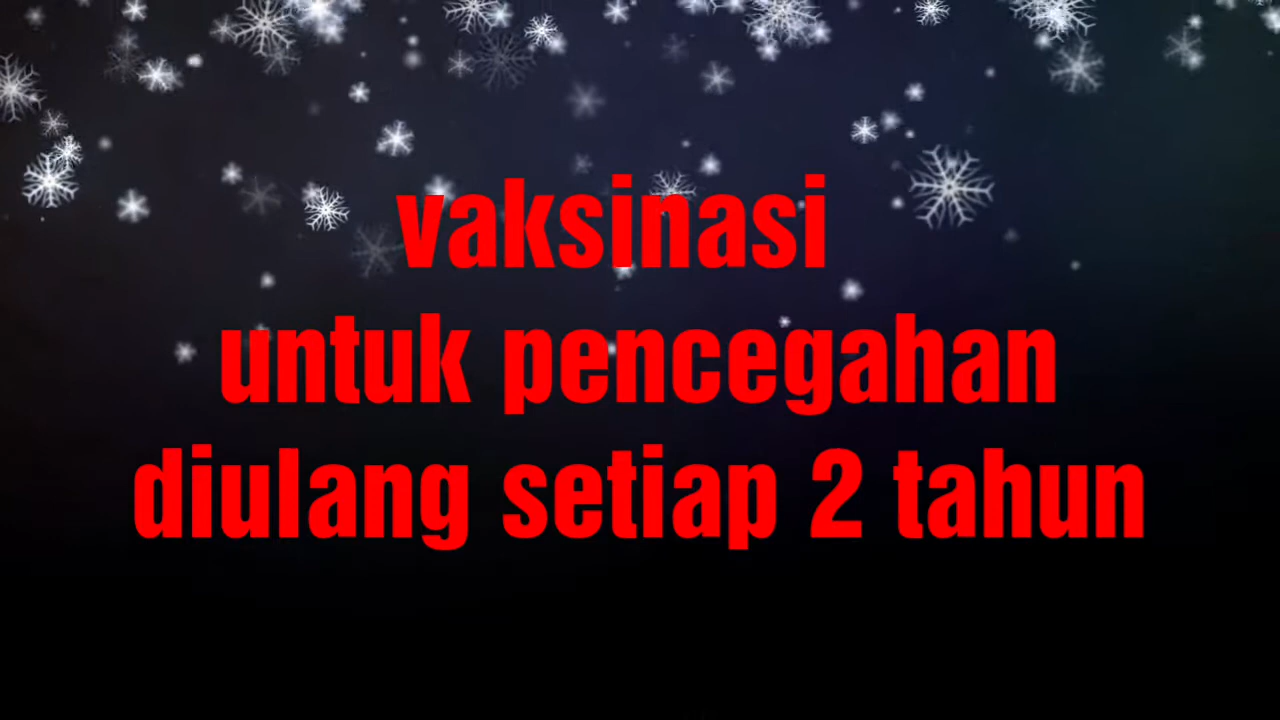 vaksinasi
untuk pencegahan
diulang setiap 2 tahun